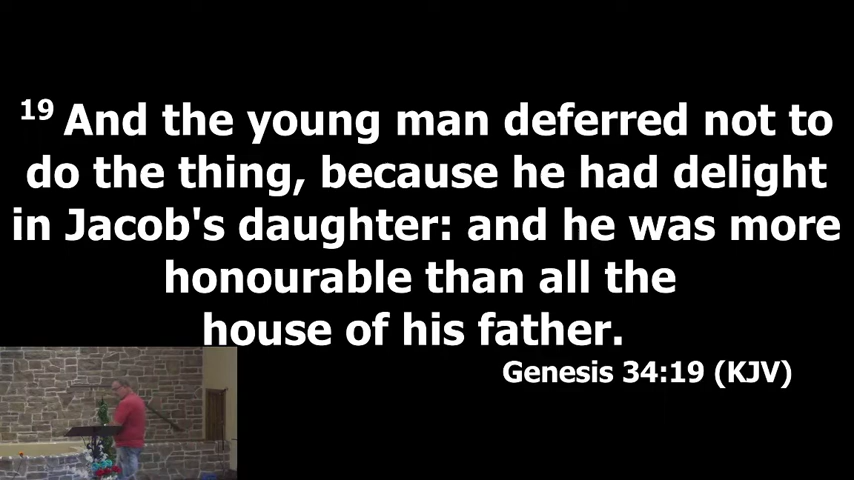 19 And the young man deferred not to
do the thing, because he had delight
in Jacob's daughter: and he was more
honourable than all the
house of his father.
Genesis 34:19 (KJV)